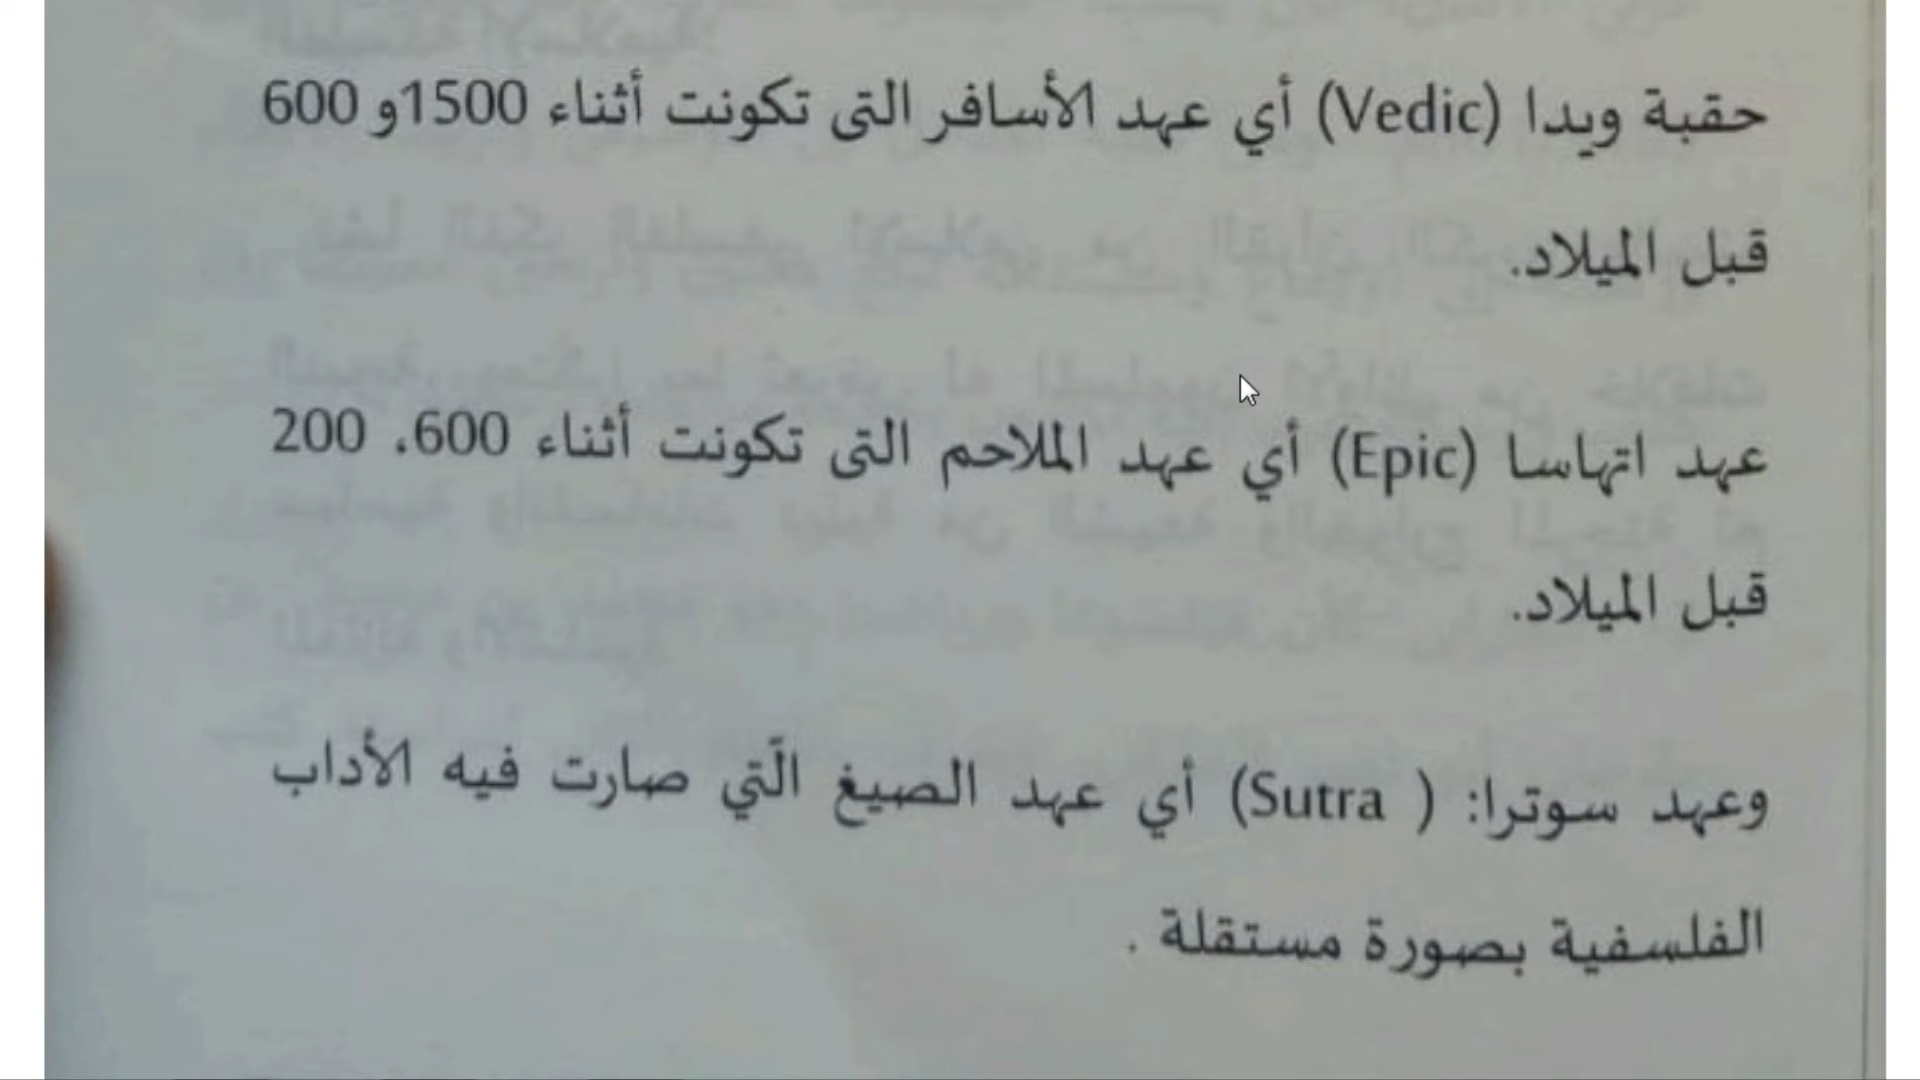 حقبة ويدا (Vedic) أي عهد الأسافر التى تكونت أثناء 1500و 600
قبل الميلاد.
عهد اتهاسا (Epic) أي عهد الملاحم التى تكونت أثناء 600، 200
قبل الميلاد.
وعهد سوترا: ( Sutra) أي عهد الصيغ الّتي صارت فيه الأداب
الفلسفية بصورة مستقلة .